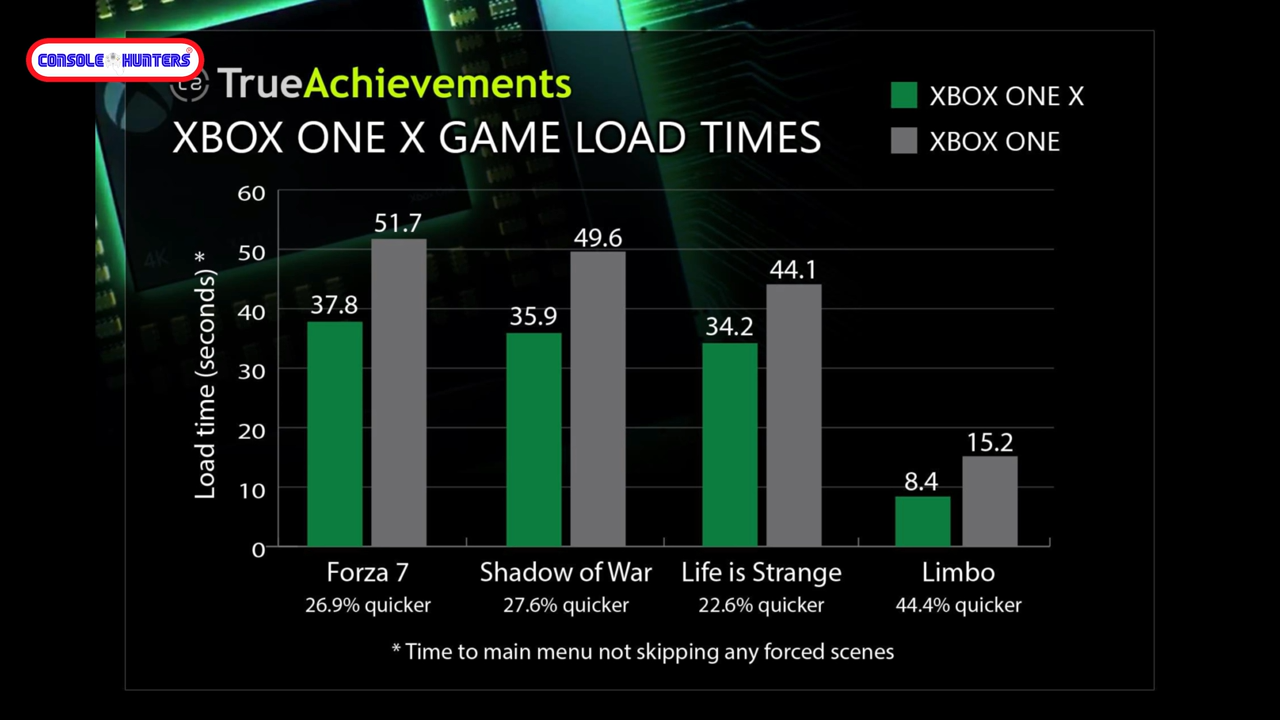 CONSOLE HUNTERS®
TrueAchievements
XBOX ONE X GAME LOAD TIMES
XBOX ONE X
XBOX ONE
Load time (seconds) *
60
50
40
30
20
10
0
37.8
51.7
35.9
49.6
34.2
44.1
8.4
15.2
Forza 7
Shadow of War
Life is Strange
Limbo
26.9% quicker
27.6% quicker
22.6% quicker
44.4% quicker
* Time to main menu not skipping any forced scenes
4K